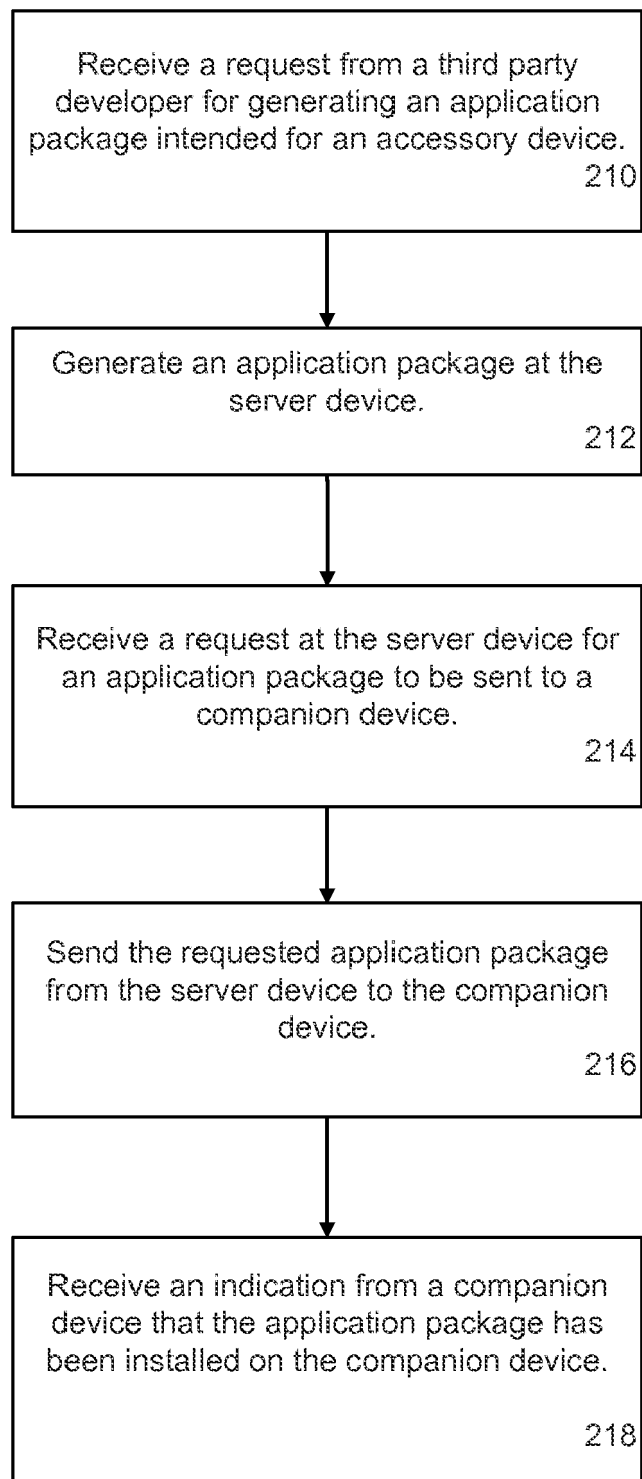 Receive a request from a third party
developer for generating an application
package intended for an accessory device.
210
Generate an application package at the
server device.
212
Receive a request at the server device for
an application package to be sent to a
companion device.
214
Send the requested application package
from the server device to the companion
device.
216
Receive an indication from a companion
device that the application package has
been installed on the companion device.
218